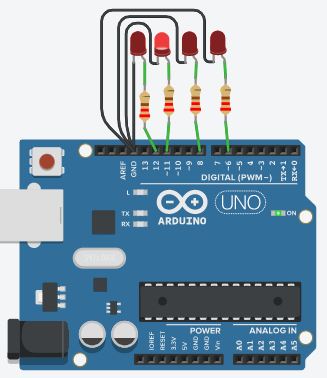 AREF
GND
13
12
~11
~10
~9
8
7
~6
~5
4
~3
2
TX→1
RX←0
DIGITAL (PWM~)
L
TX
RX
ARDUINO
UNO
ON
IOREF
RESET
3.3V
5V
GND
GND
Vin
POWER
ANALOG IN
A0
A1
A2
A3
A4
A5